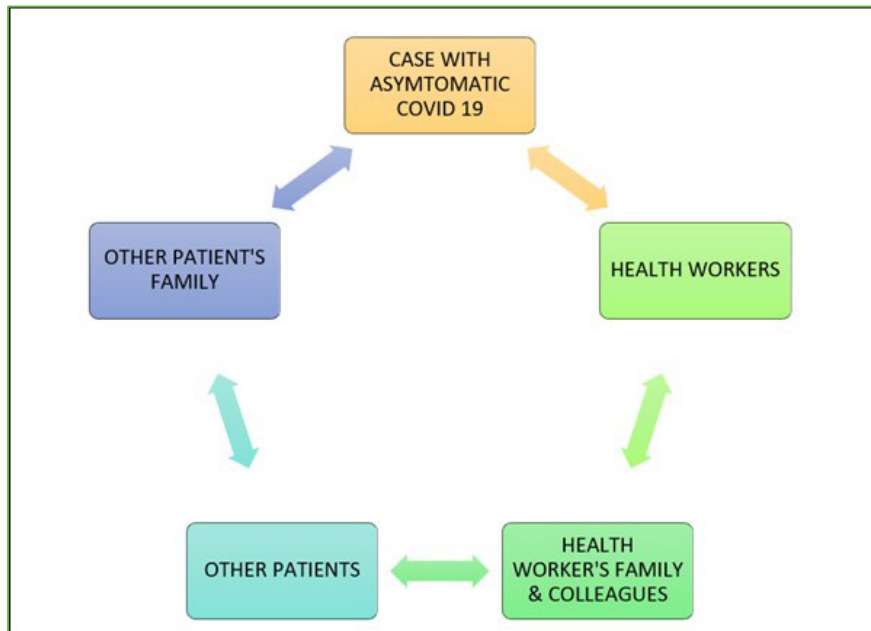 CASE WITH
ASYMTOMATIC
COVID 19
OTHER PATIENT'S
FAMILY
HEALTH WORKERS
OTHER PATIENTS
HEALTH
WORKER'S FAMILY
& COLLEAGUES